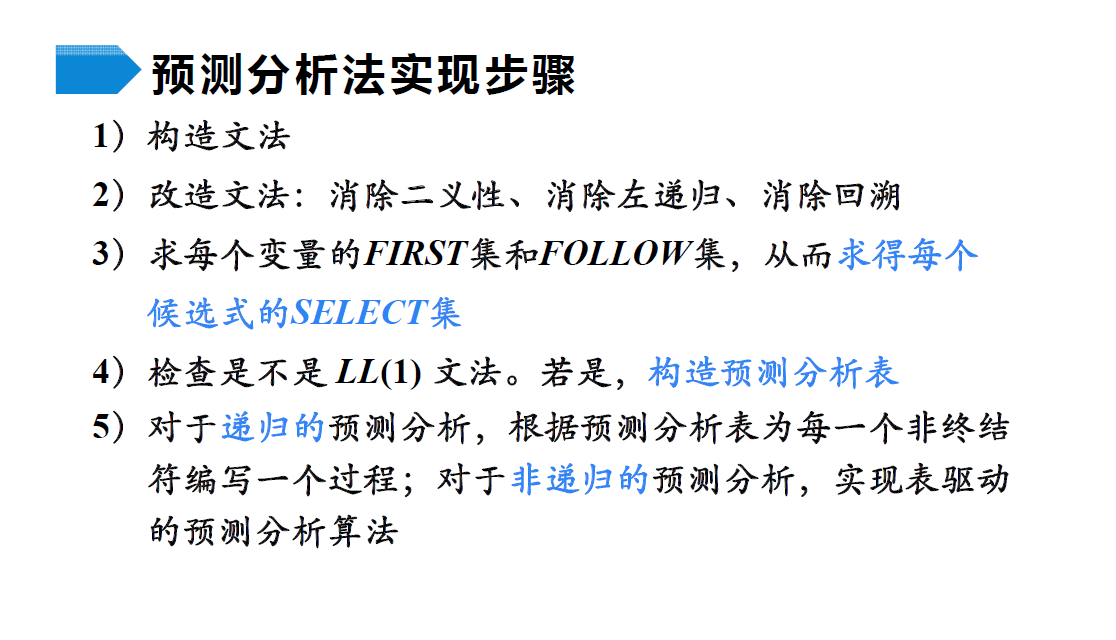 预测分析法实现步骤
1）构造文法
2）改造文法：消除二义性、消除左递归、消除回溯
3）求每个变量的FIRST集和FOLLOW集，从而求得每个
候选式的SELECT集
4）检查是不是 LL(1) 文法。若是，构造预测分析表
5）对于递归的预测分析，根据预测分析表为每一个非终结
符编写一个过程；对于非递归的预测分析，实现表驱动
的预测分析算法